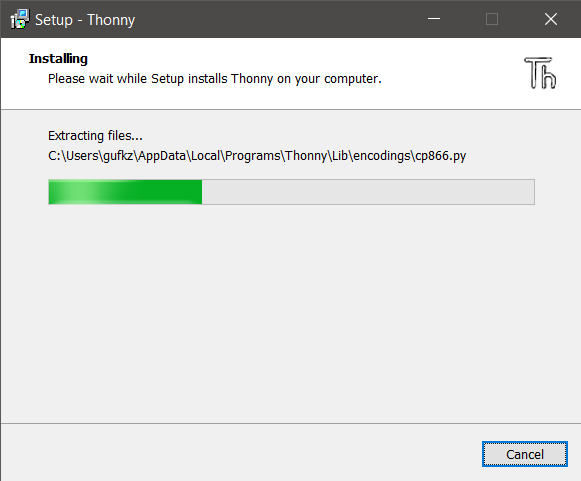 Setup - Thonny
Installing
Please wait while Setup installs Thonny on your computer.
Th
Extracting files...
C:\Users\gufkz\AppData\Local\Programs\Thonny\Lib\encodings\cp866.py
Cancel